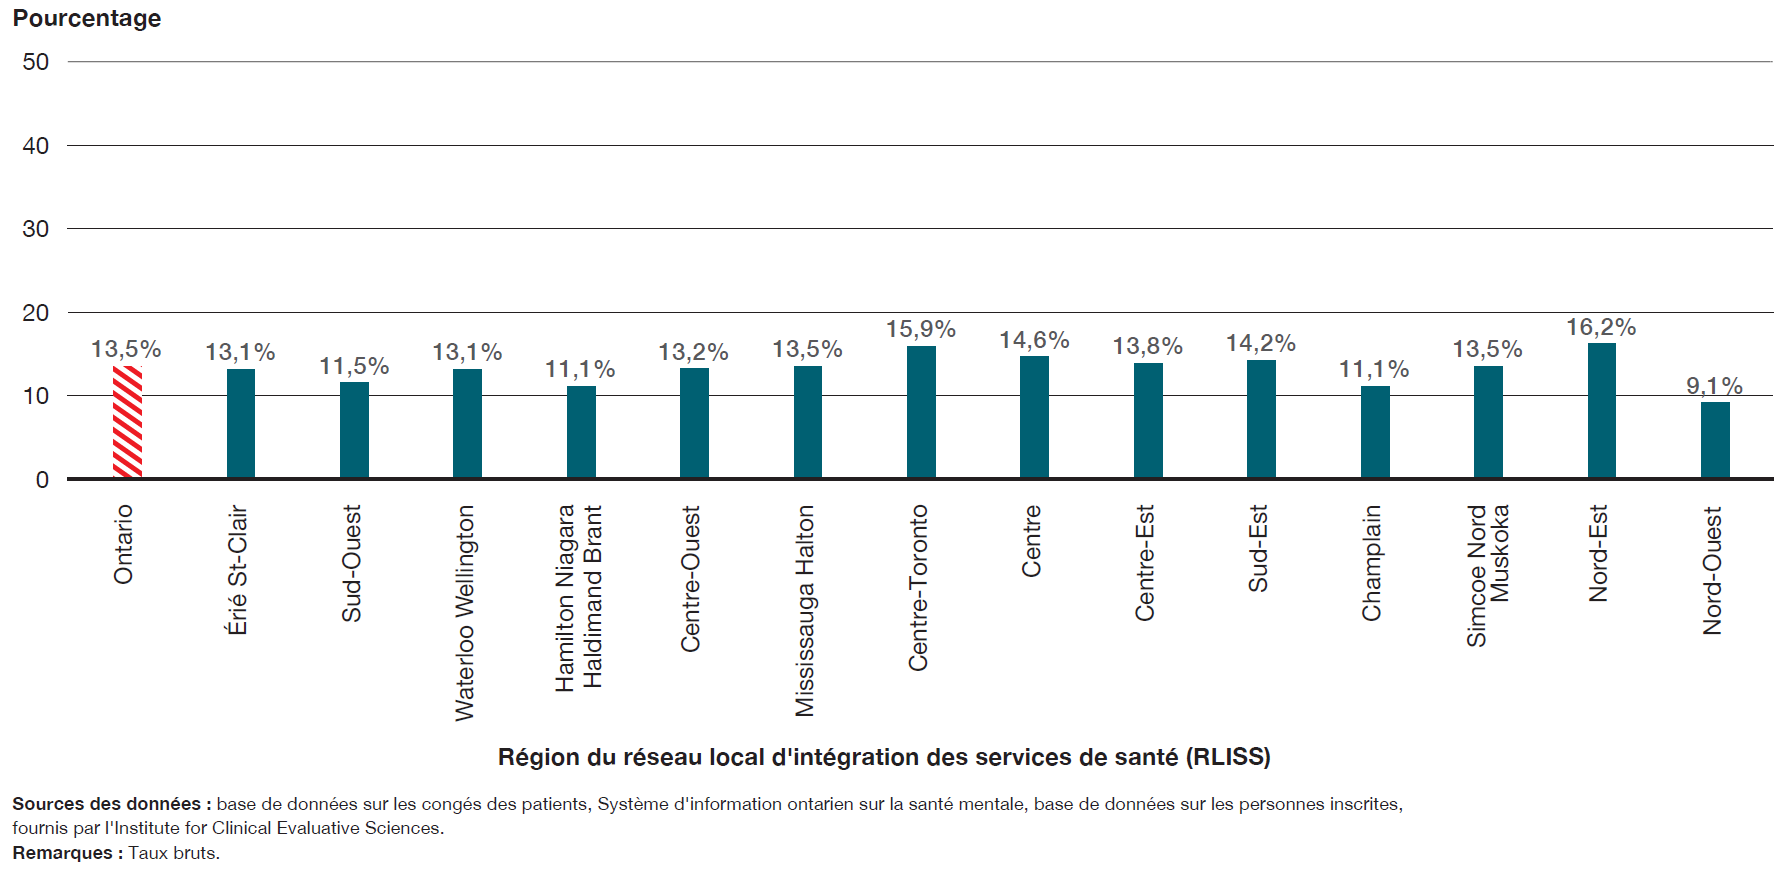 Pourcentage
50
40
30
20
10
0
13,5%
13,1%
11,5%
13,1%
11,1%
13,2%
13,5%
15,9%
14,6%
13,8%
14,2%
11,1%
13,5%
16,2%
9,1%
Ontario
Érié St-Clair
Sud-Ouest
Waterloo Wellington
Hamilton Niagara
Haldimand Brant
Centre-Ouest
Mississauga Halton
Centre-Toronto
Centre
Centre-Est
Sud-Est
Champlain
Simcoe Nord
Muskoka
Nord-Est
Nord-Ouest
Région du réseau local d'intégration des services de santé (RLISS)
Sources des données : base de données sur les congés des patients, Système d'information ontarien sur la santé mentale, base de données sur les personnes inscrites,
fournis par l'Institute for Clinical Evaluative Sciences.
Remarques : Taux bruts.